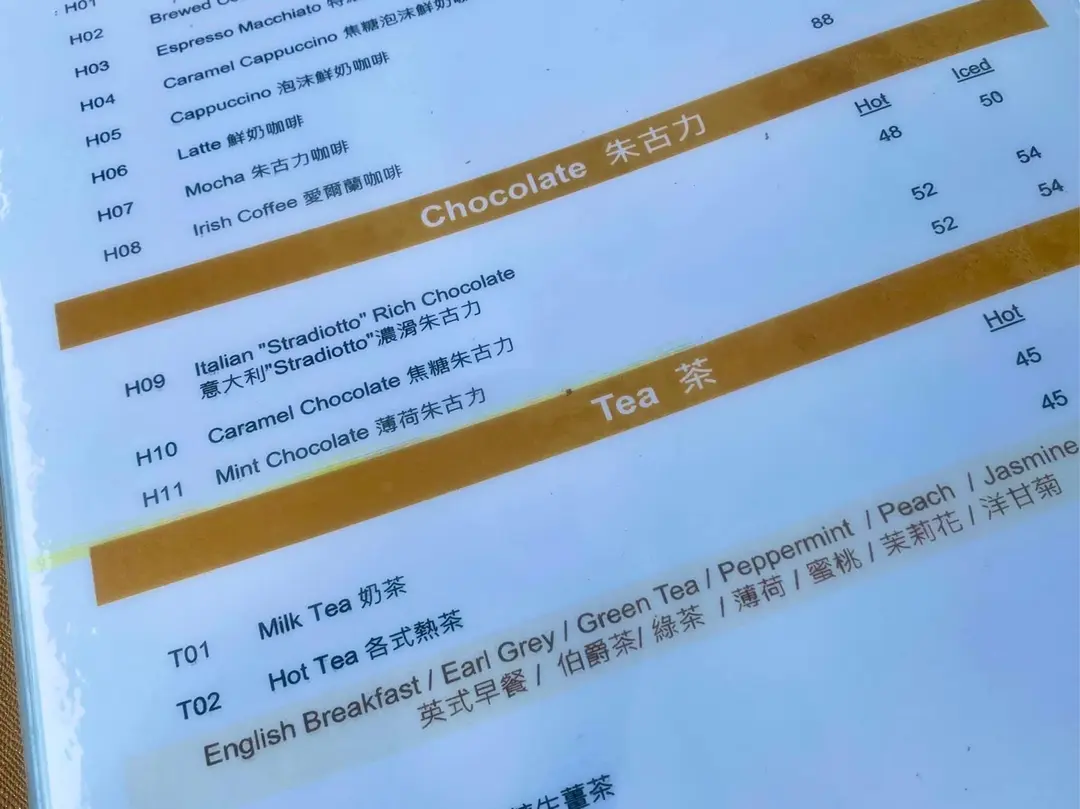 H01 Brewed
H02 Espresso Macchiato
H03 Caramel Cappuccino 焦糖泡沫鮮奶咖
H04 Cappuccino 泡沫鮮奶咖啡
H05 Latte 鮮奶咖啡
H06 Mocha 朱古力咖啡
H07 Irish Coffee 愛爾蘭咖啡 88
H08
Chocolate 朱古力
Hot Iced
H09 Italian "Stradiotto" Rich Chocolate 48 50
意大利"Stradiotto"濃滑朱古力
H10 Caramel Chocolate 焦糖朱古力 52 54
H11 Mint Chocolate 薄荷朱古力 52 54
Tea 茶
Hot
T01 Milk Tea 奶茶 45
T02 Hot Tea 各式熱茶 45
English Breakfast / Earl Grey / Green Tea / Peppermint / Peach / Jasmine
英式早餐 / 伯爵茶/ 綠茶 / 薄荷 / 蜜桃 / 茉莉花 / 洋甘菊
生薑茶